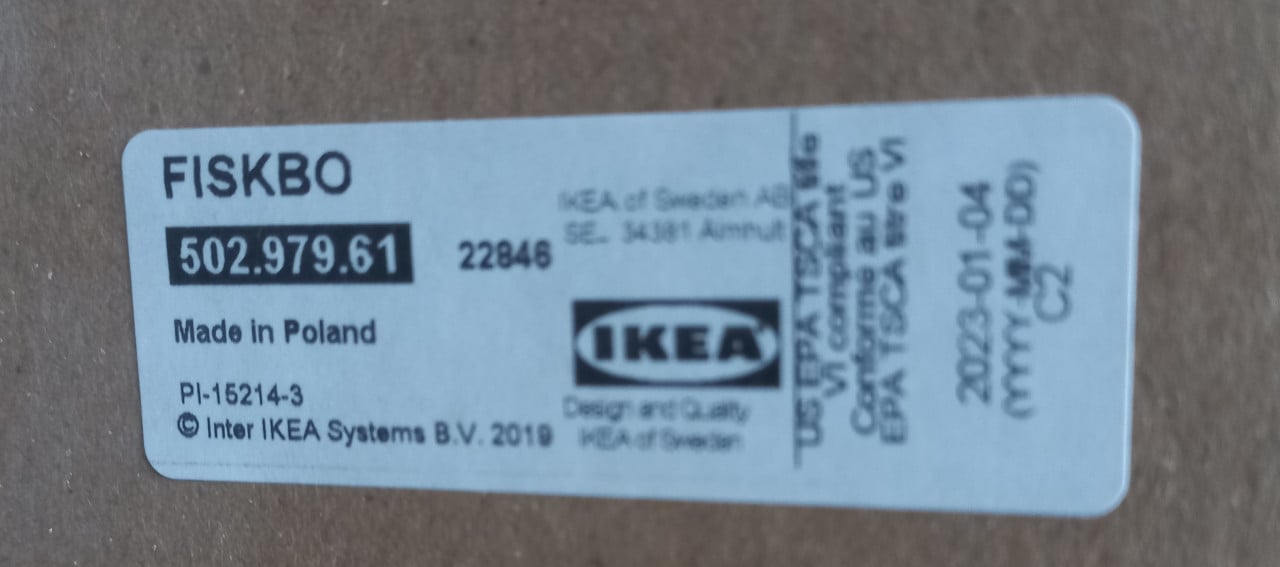 FISKBO
502.979.61
22846
Made in Poland
PI-15214-3
© Inter IKEA Systems B.V. 2019
IKEA of Sweden AB
SE- 34381 Älmhult
IKEA®
Design and Quality
IKEA of Sweden
US EPA TSCA title
VI compliant
Conforme au US
EPA TSCA titre VI
2023-01-04
(YYYY-MM-DD)
C2